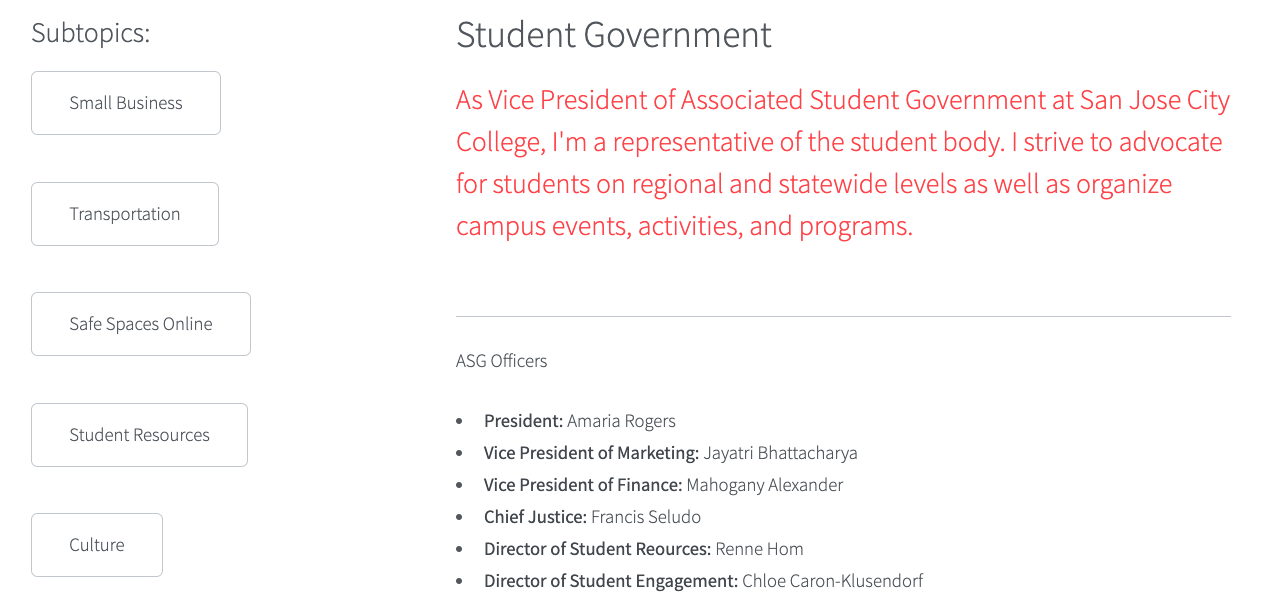 Subtopics:
Small Business
Transportation
Safe Spaces Online
Student Resources
Culture
Student Government
As Vice President of Associated Student Government at San Jose City
College, I'm a representative of the student body. I strive to advocate
for students on regional and statewide levels as well as organize
campus events, activities, and programs.
ASG Officers
• President: Amaria Rogers
• Vice President of Marketing: Jayatri Bhattacharya
• Vice President of Finance: Mahogany Alexander
• Chief Justice: Francis Seludo
• Director of Student Reources: Renne Hom
• Director of Student Engagement: Chloe Caron-Klusendorf